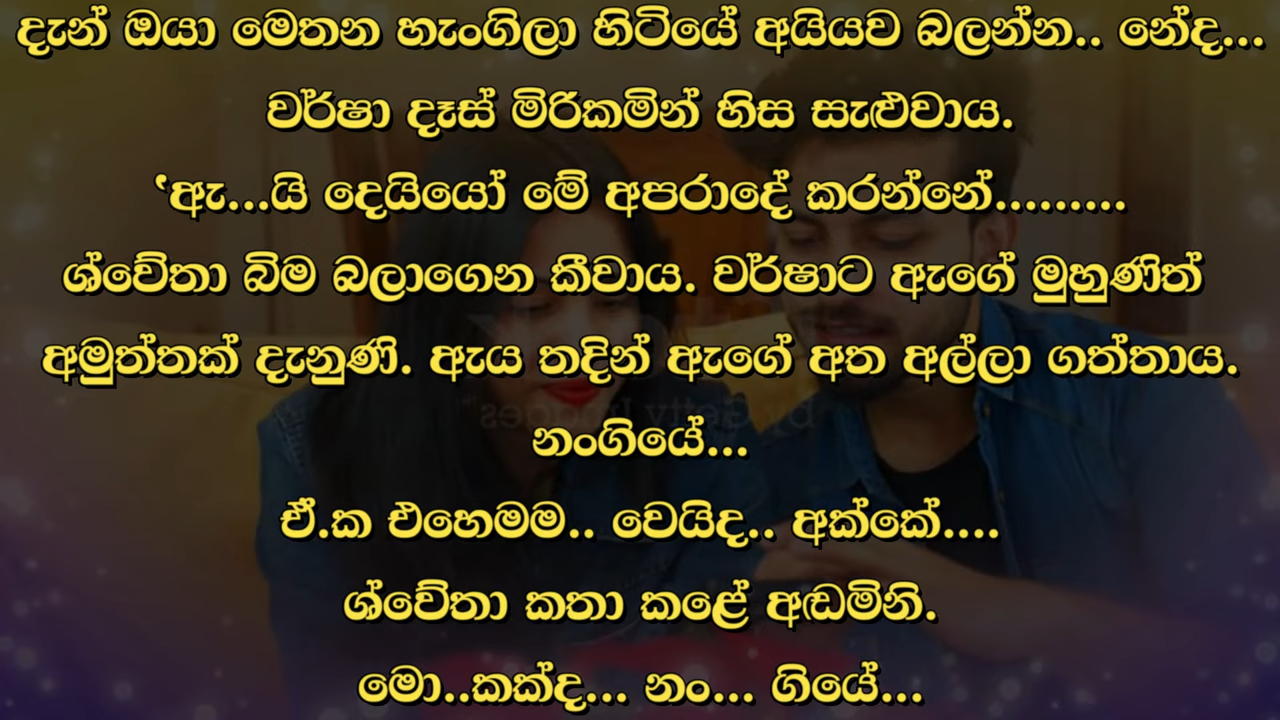 දැන් ඔයා මෙතන හැංගිලා හිටියේ අයියව බලන්න.. නේද...
වර්ෂා දෑස් මිරිකමින් හිස සැළුවාය.
‘ඇ...යි දෙයියෝ මේ අපරාදේ කරන්නේ.........
ශ්වේතා බිම බලාගෙන කීවාය. වර්ෂාට ඇගේ මුහුණිත්
අමුත්තක් දැනුණි. ඇය තදින් ඇගේ අත අල්ලා ගත්තාය.
නංගියේ...
ඒ.ක එහෙමම.. වෙයිද.. අක්කේ....
ශ්වේතා කතා කළේ අඬමිනි.
මො..කක්ද... නං... ගියේ...